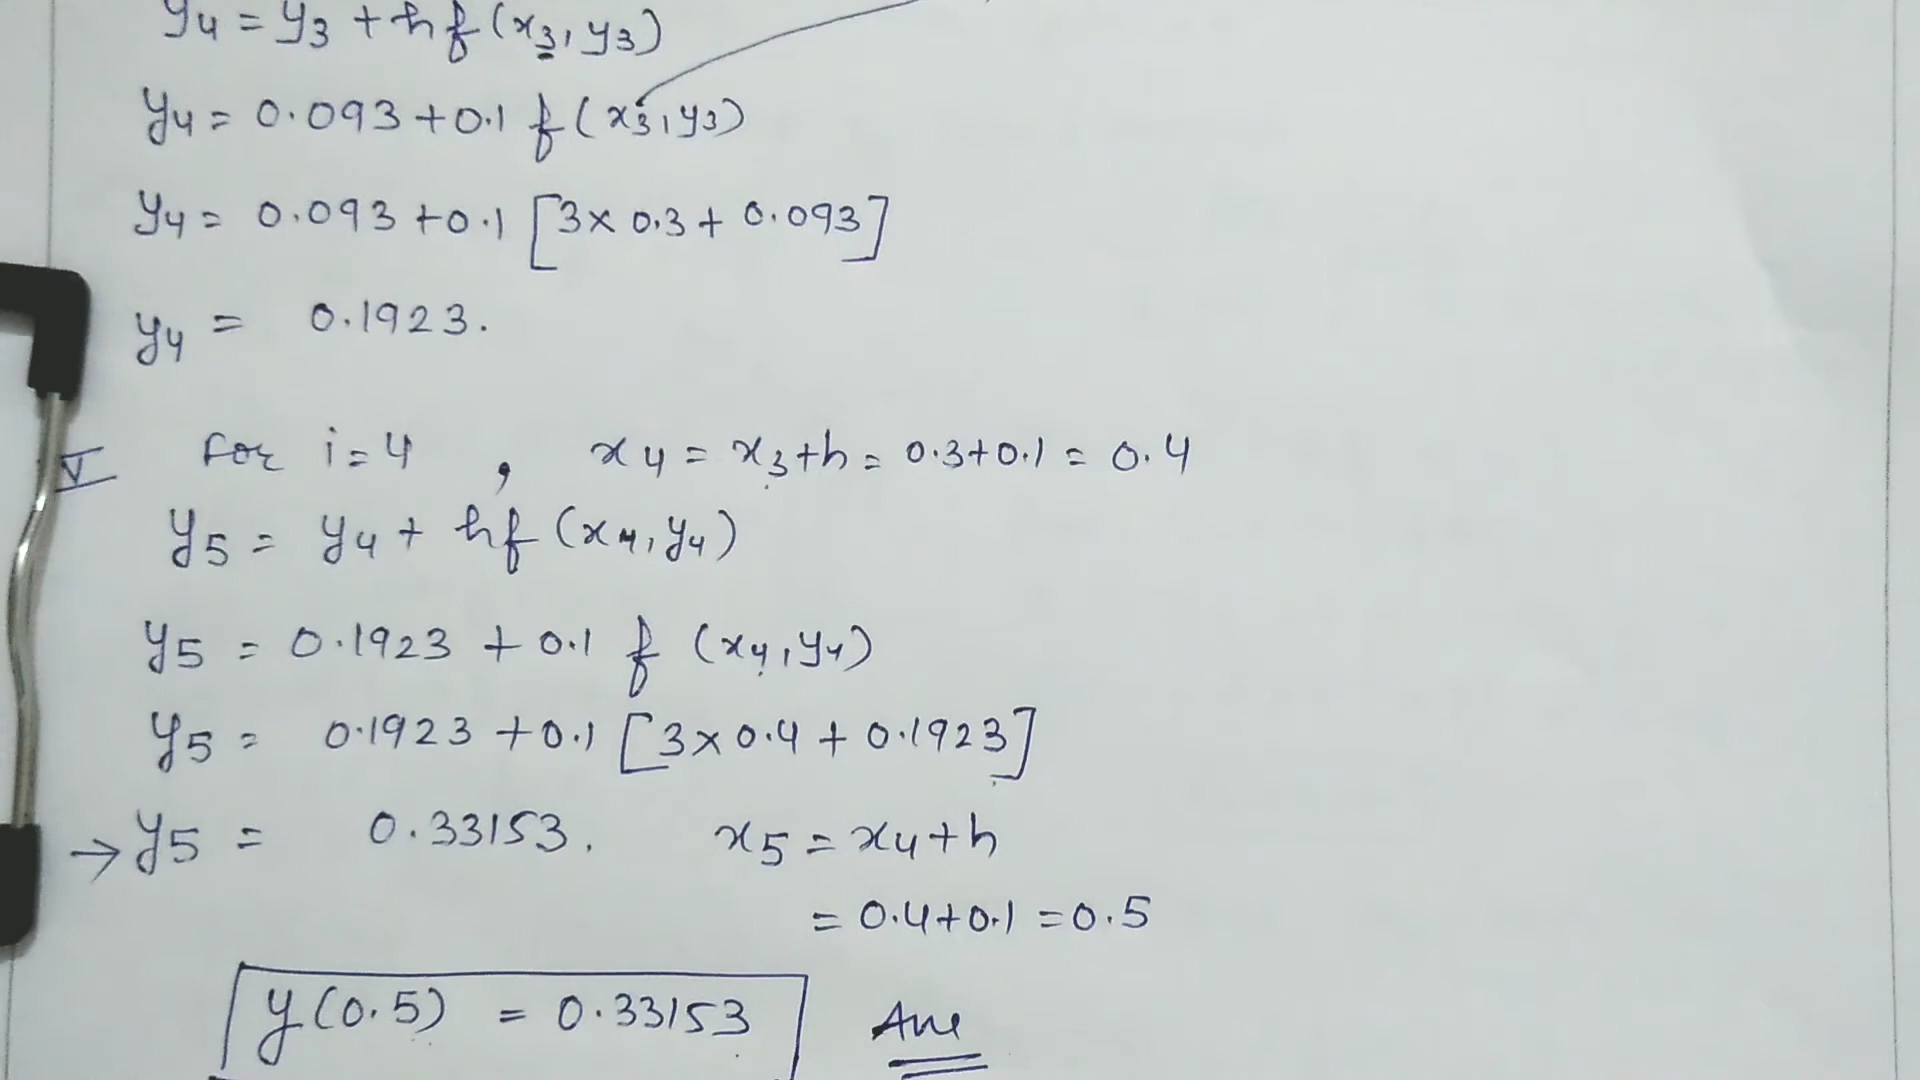 y₄ = y₃ + hf(x₃, y₃)
y₄ = 0.093 + 0.1 f(x₃, y₃)
y₄ = 0.093 + 0.1 [3 × 0.3 + 0.093]
y₄ = 0.1923.
V For i = 4 , x₄ = x₃ + h = 0.3 + 0.1 = 0.4
y₅ = y₄ + hf(x₄, y₄)
y₅ = 0.1923 + 0.1 f (x₄, y₄)
y₅ = 0.1923 + 0.1 [3 × 0.4 + 0.1923]
→ y₅ = 0.33153. x₅ = x₄ + h
= 0.4 + 0.1 = 0.5
y(0.5) = 0.33153 Ans